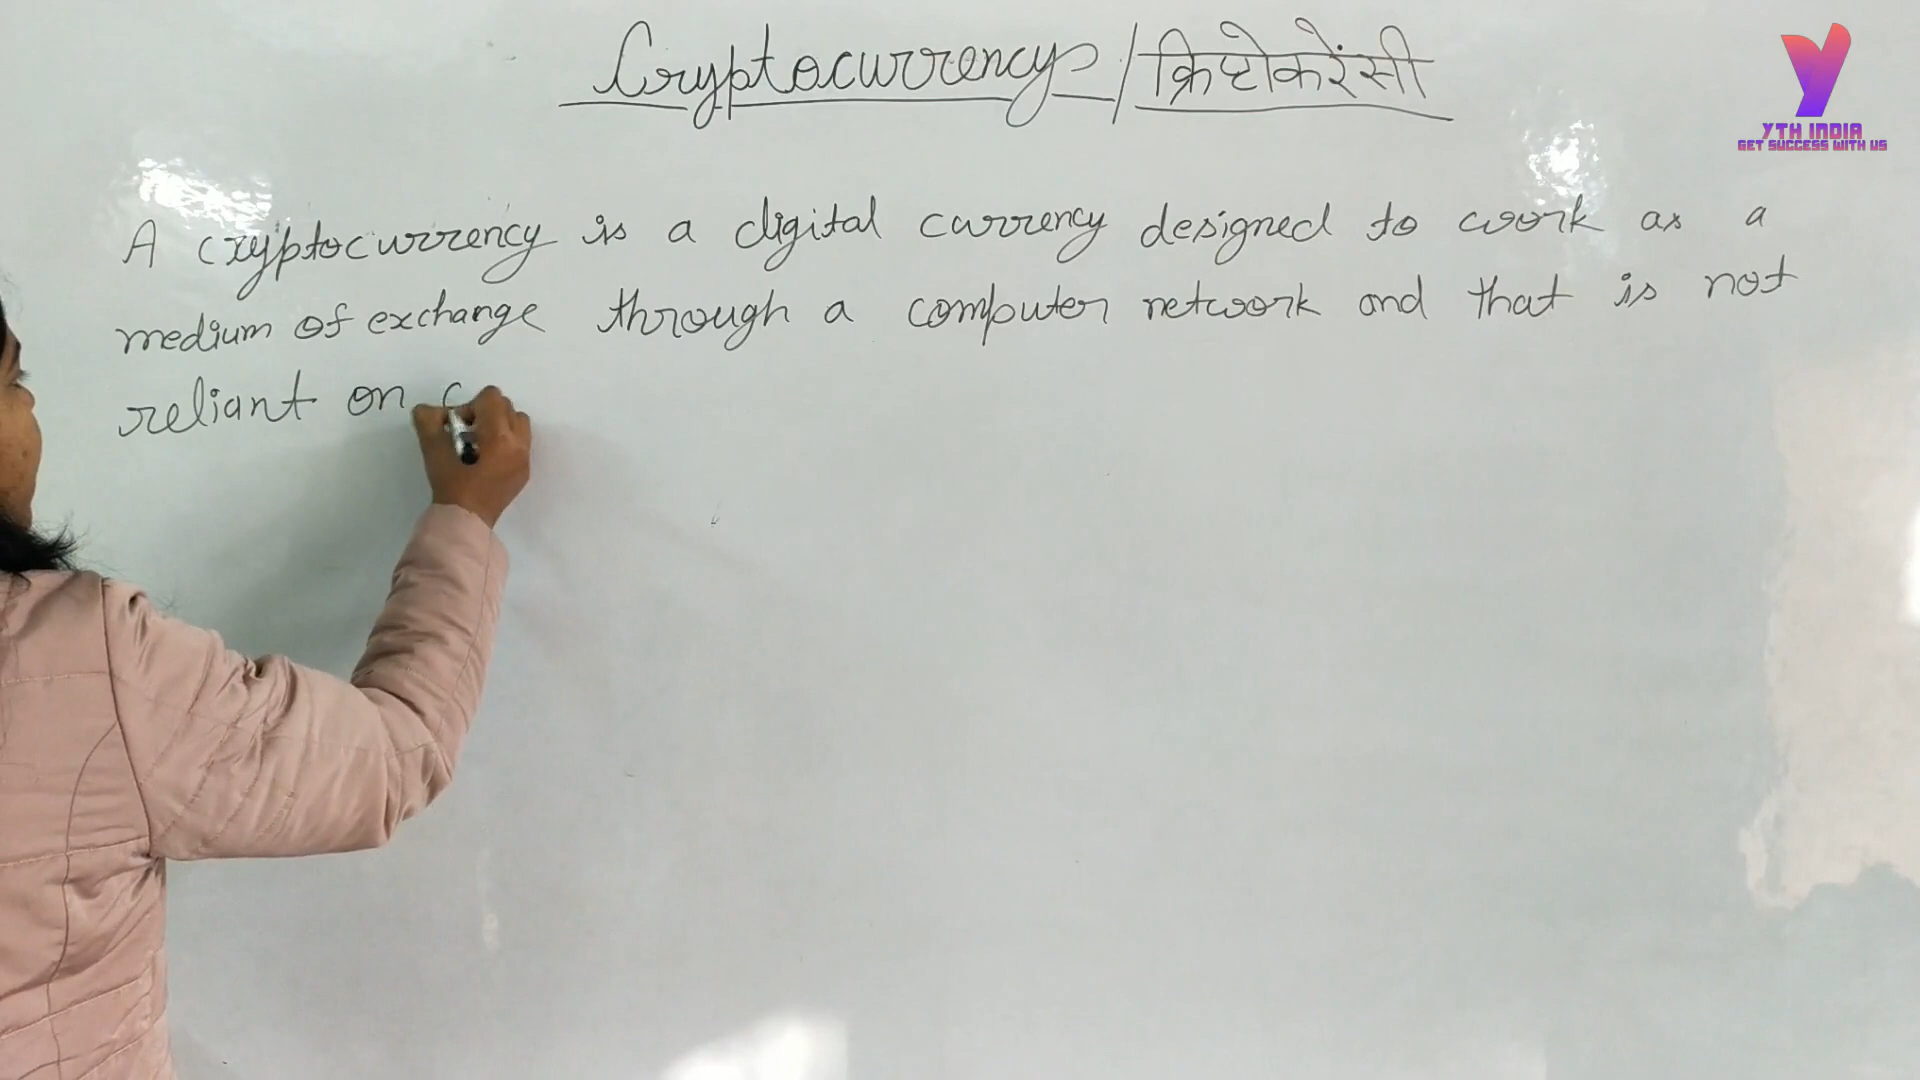 Cryptocurrency / क्रिप्टोकरेंसी
YTH INDIA
GET SUCCESS WITH US
A cryptocurrency is a digital currency designed to work as a
medium of exchange through a computer network and that is not
reliant on